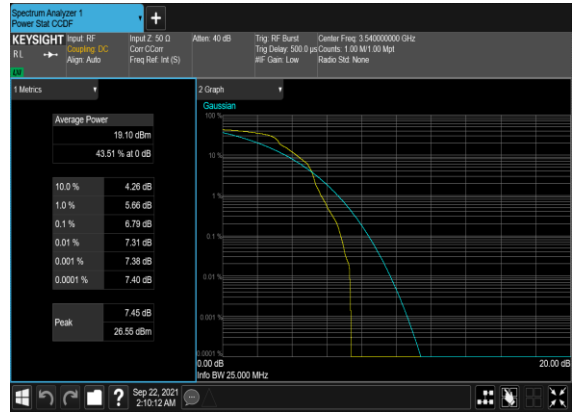 Spectrum Analyzer 1
Power Stat CCDF
+
KEYSIGHT
R L
Input: RF
Coupling: DC
Align: Auto
Input Z: 50 Ω
Corr CCorr
Freq Ref: Int (S)
Atten: 40 dB
Trig: RF Burst
Trig Delay: 500.0 µs
#IF Gain: Low
Center Freq: 3.540000000 GHz
Counts: 1.00 M/1.00 Mpt
Radio Std: None
1 Metrics
Average Power
19.10 dBm
43.51 % at 0 dB
10.0 % 4.26 dB
1.0 % 5.66 dB
0.1 % 6.79 dB
0.01 % 7.31 dB
0.001 % 7.38 dB
0.0001 % 7.40 dB
Peak
7.45 dB
26.55 dBm
2 Graph
Gaussian
100 %
10 %
1 %
0.1 %
0.01 %
0.001 %
0.0001 %
0.00 dB
20.00 dB
Info BW 25.000 MHz
?
Sep 22, 2021
2:10:12 AM